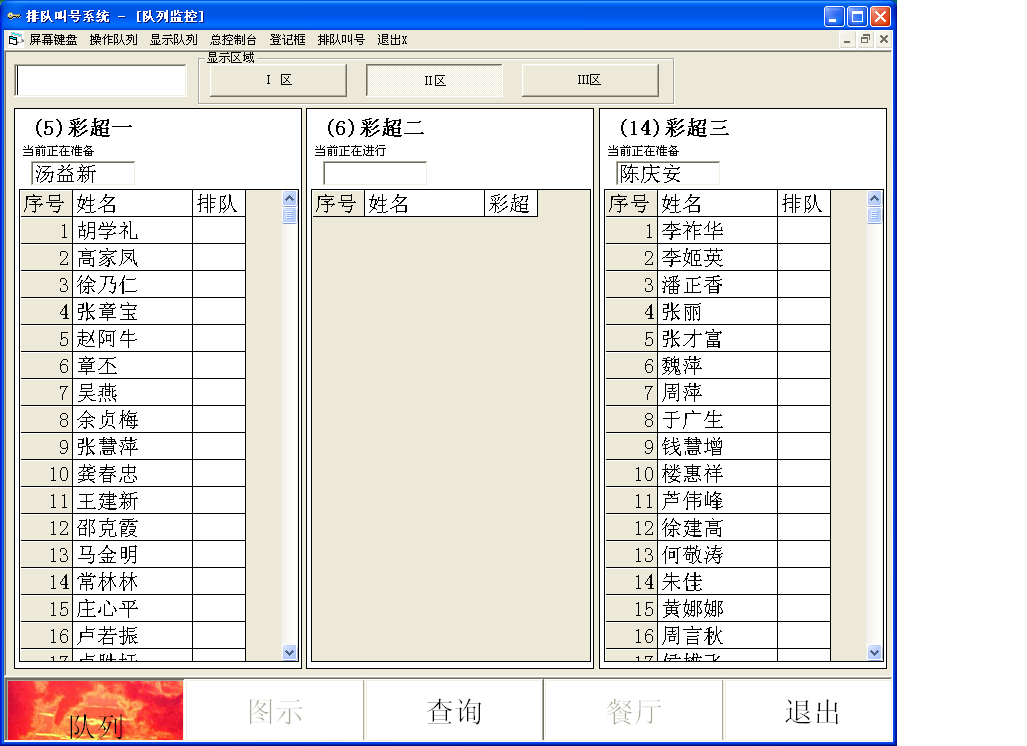 排队叫号系统 - [队列监控]
屏幕键盘 操作队列 显示队列 总控制台 登记框 排队叫号 退出X
显示区域
I 区 II区 III区
(5)彩超一
当前正在准备
汤益新
序号 姓名 排队
1 胡学礼
2 高家凤
3 徐乃仁
4 张章宝
5 赵阿牛
6 章丕
7 吴燕
8 余贞梅
9 张慧萍
10 龚春忠
11 王建新
12 邵克霞
13 马金明
14 常林林
15 庄心平
16 卢若振
17
(6)彩超二
当前正在进行
序号 姓名 彩超
(14)彩超三
当前正在准备
陈庆安
序号 姓名 排队
1 李祚华
2 李姬英
3 潘正香
4 张丽
5 张才富
6 魏萍
7 周萍
8 于广生
9 钱慧增
10 楼惠祥
11 芦伟峰
12 徐建高
13 何敬涛
14 朱佳
15 黄娜娜
16 周言秋
17
队列 图示 查询 餐厅 退出